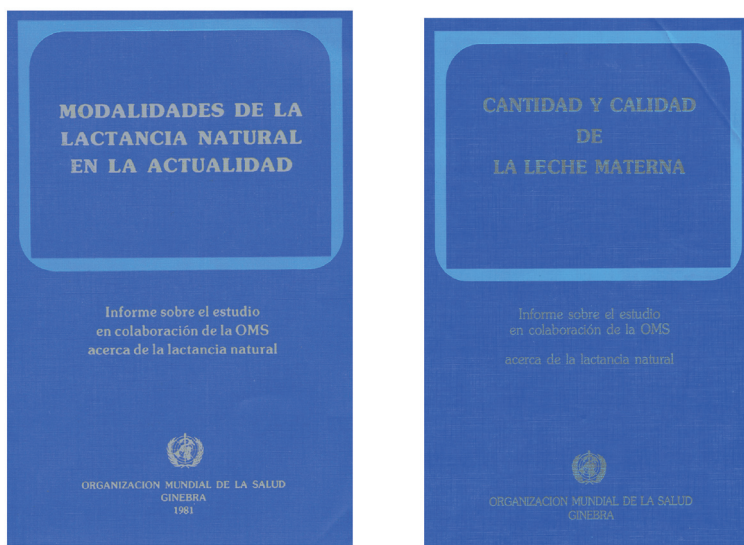 MODALIDADES DE LA
LACTANCIA NATURAL
EN LA ACTUALIDAD
Informe sobre el estudio
en colaboración de la OMS
acerca de la lactancia natural
ORGANIZACION MUNDIAL DE LA SALUD
GINEBRA
1981
CANTIDAD Y CALIDAD
DE
LA LECHE MATERNA
Informe sobre el estudio
en colaboración de la OMS
acerca de la lactancia natural
ORGANIZACION MUNDIAL DE LA SALUD
GINEBRA